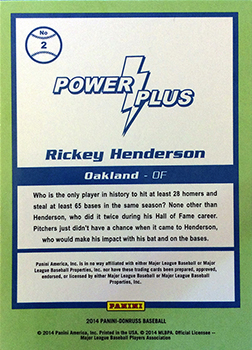 No
2
POWER PLUS
Rickey Henderson
Oakland - OF
Who is the only player in history to hit at least 28 homers and
steal at least 65 bases in the same season? None other than
Henderson, who did it twice during his Hall of Fame career.
Pitchers just didn't have a chance when it came to Henderson,
who would make his impact with his bat and on the bases.
Panini America, Inc. is in no way affiliated with either Major League Baseball or Major
League Baseball Properties, Inc. nor have these trading cards been prepared, approved,
endorsed, or licensed by either Major League Baseball or Major League
Baseball Properties, Inc.
PANINI
2014 PANINI-DONRUSS BASEBALL
© 2014 Panini America, Inc. Printed in the USA. © 2014 MLBPA. Official Licensee –
Major League Baseball Players Association